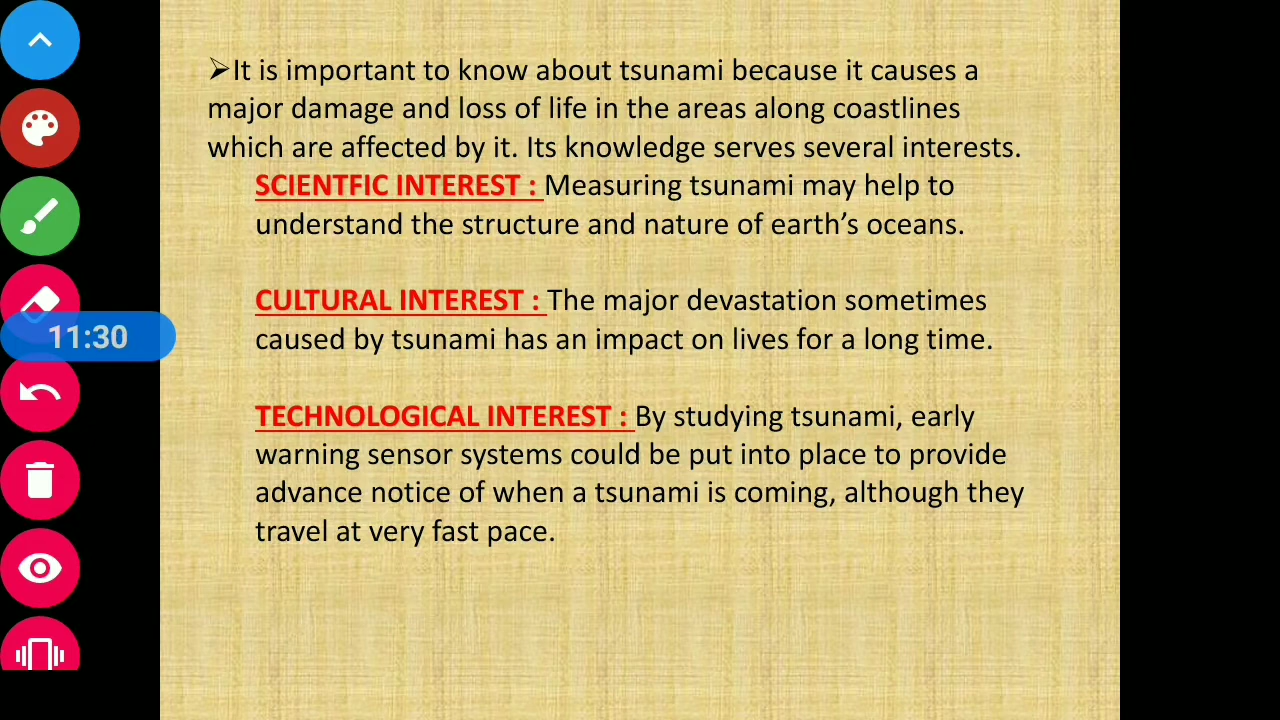 ➢It is important to know about tsunami because it causes a
major damage and loss of life in the areas along coastlines
which are affected by it. Its knowledge serves several interests.
SCIENTFIC INTEREST : Measuring tsunami may help to
understand the structure and nature of earth’s oceans.
CULTURAL INTEREST : The major devastation sometimes
caused by tsunami has an impact on lives for a long time.
TECHNOLOGICAL INTEREST : By studying tsunami, early
warning sensor systems could be put into place to provide
advance notice of when a tsunami is coming, although they
travel at very fast pace.
11:30